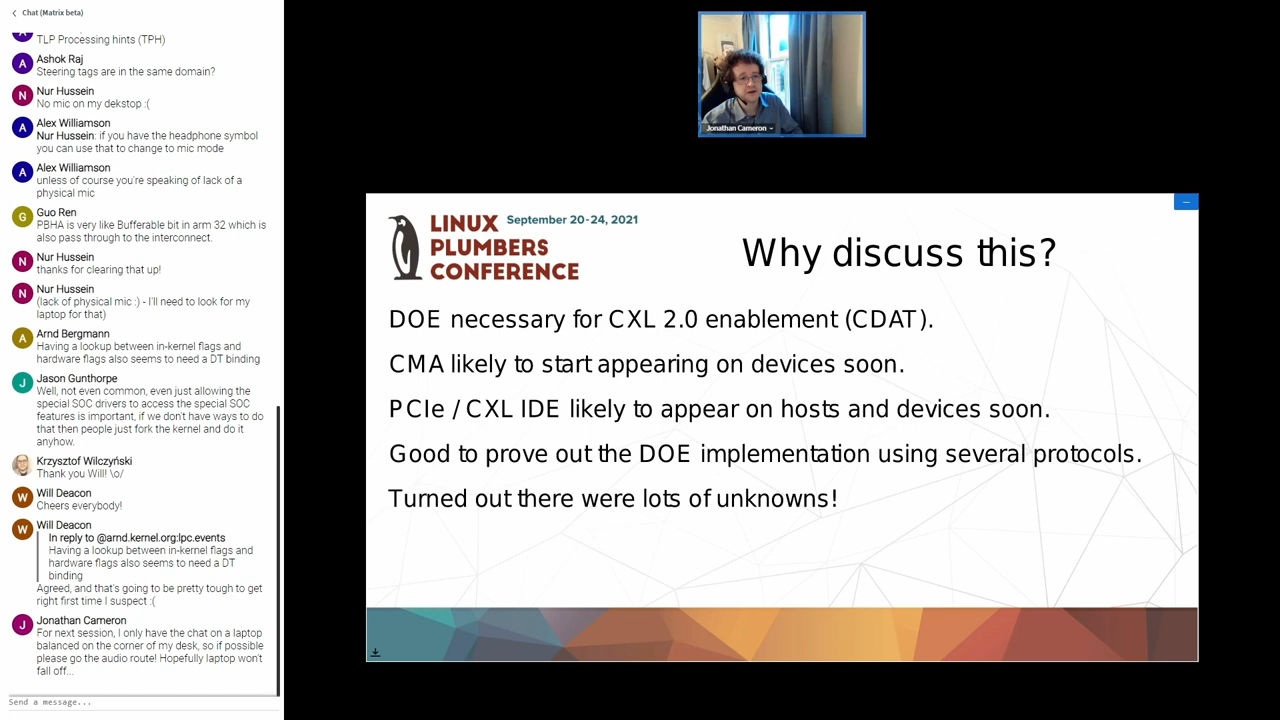 Chat (Matrix beta)
TLP Processing hints (TPH)
Ashok Raj
Steering tags are in the same domain?
Nur Hussein
No mic on my dekstop :(
Alex Williamson
Nur Hussein: if you have the headphone symbol
you can use that to change to mic mode
Alex Williamson
unless of course you're speaking of lack of a
physical mic
Guo Ren
PBHA is very like Bufferable bit in arm 32 which is
also pass through to the interconnect.
Nur Hussein
thanks for clearing that up!
Nur Hussein
(lack of physical mic :) - I'll need to look for my
laptop for that)
Arnd Bergmann
Having a lookup between in-kernel flags and
hardware flags also seems to need a DT binding
Jason Gunthorpe
Well, not even common, even just allowing the
special SOC drivers to access the special SOC
features is important, if we don't have ways to do
that then people just fork the kernel and do it
anyhow.
Krzysztof Wilczyński
Thank you Will! \o/
Will Deacon
Cheers everybody!
Will Deacon
In reply to @arnd.kernel.org:lpc.events
Having a lookup between in-kernel flags and
hardware flags also seems to need a DT
binding
Agreed, and that's going to be pretty tough to get
right first time I suspect :(
Jonathan Cameron
For next session, I only have the chat on a laptop
balanced on the corner of my desk, so if possible
please go the audio route! Hopefully laptop won't
fall off...
Send a message...
A
N
A
A
G
N
N
A
J
W
W
J
Jonathan Cameron
LINUX
PLUMBERS
CONFERENCE
September 20-24, 2021
Why discuss this?
DOE necessary for CXL 2.0 enablement (CDAT).
CMA likely to start appearing on devices soon.
PCIe / CXL IDE likely to appear on hosts and devices soon.
Good to prove out the DOE implementation using several protocols.
Turned out there were lots of unknowns!